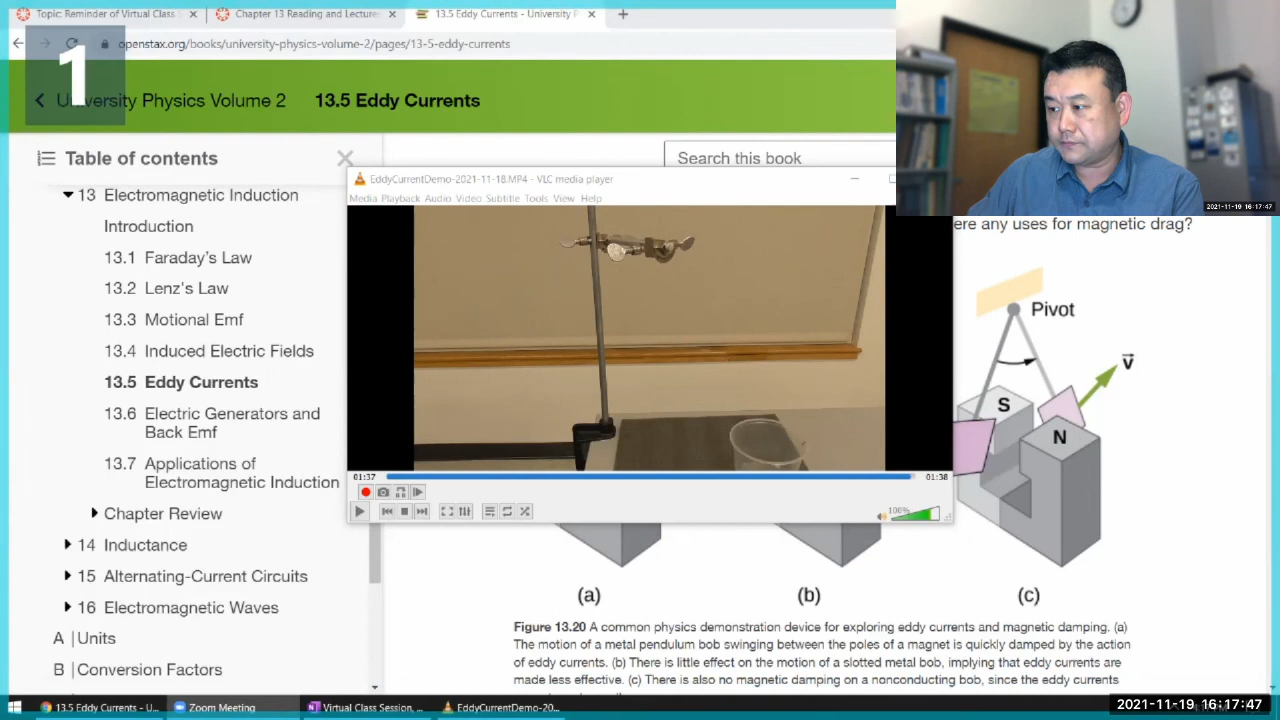 Topic: Reminder of Virtual Class
Chapter 13 Reading and Lecture
13.5 Eddy Currents - University P
openstax.org/books/university-physics-volume-2/pages/13-5-eddy-currents
1
University Physics Volume 2
13.5 Eddy Currents
Table of contents
Search this book
13 Electromagnetic Induction
Introduction
13.1 Faraday's Law
13.2 Lenz's Law
13.3 Motional Emf
13.4 Induced Electric Fields
13.5 Eddy Currents
13.6 Electric Generators and
Back Emf
13.7 Applications of
Electromagnetic Induction
Chapter Review
14 Inductance
15 Alternating-Current Circuits
16 Electromagnetic Waves
A | Units
B | Conversion Factors
EddyCurrentDemo-2021-11-18.MP4 - VLC media player
Media Playback Audio Video Subtitle Tools View Help
01:37
01:38
100%
2021-11-19 16:17:47
ere any uses for magnetic drag?
Pivot
v
S
N
(a)
(b)
(c)
Figure 13.20 A common physics demonstration device for exploring eddy currents and magnetic damping. (a)
The motion of a metal pendulum bob swinging between the poles of a magnet is quickly damped by the action
of eddy currents. (b) There is little effect on the motion of a slotted metal bob, implying that eddy currents are
made less effective. (c) There is also no magnetic damping on a nonconducting bob, since the eddy currents
13.5 Eddy Currents - U...
Zoom Meeting
Virtual Class Session, ...
EddyCurrentDemo-20...
2021-11-19 16:17:47